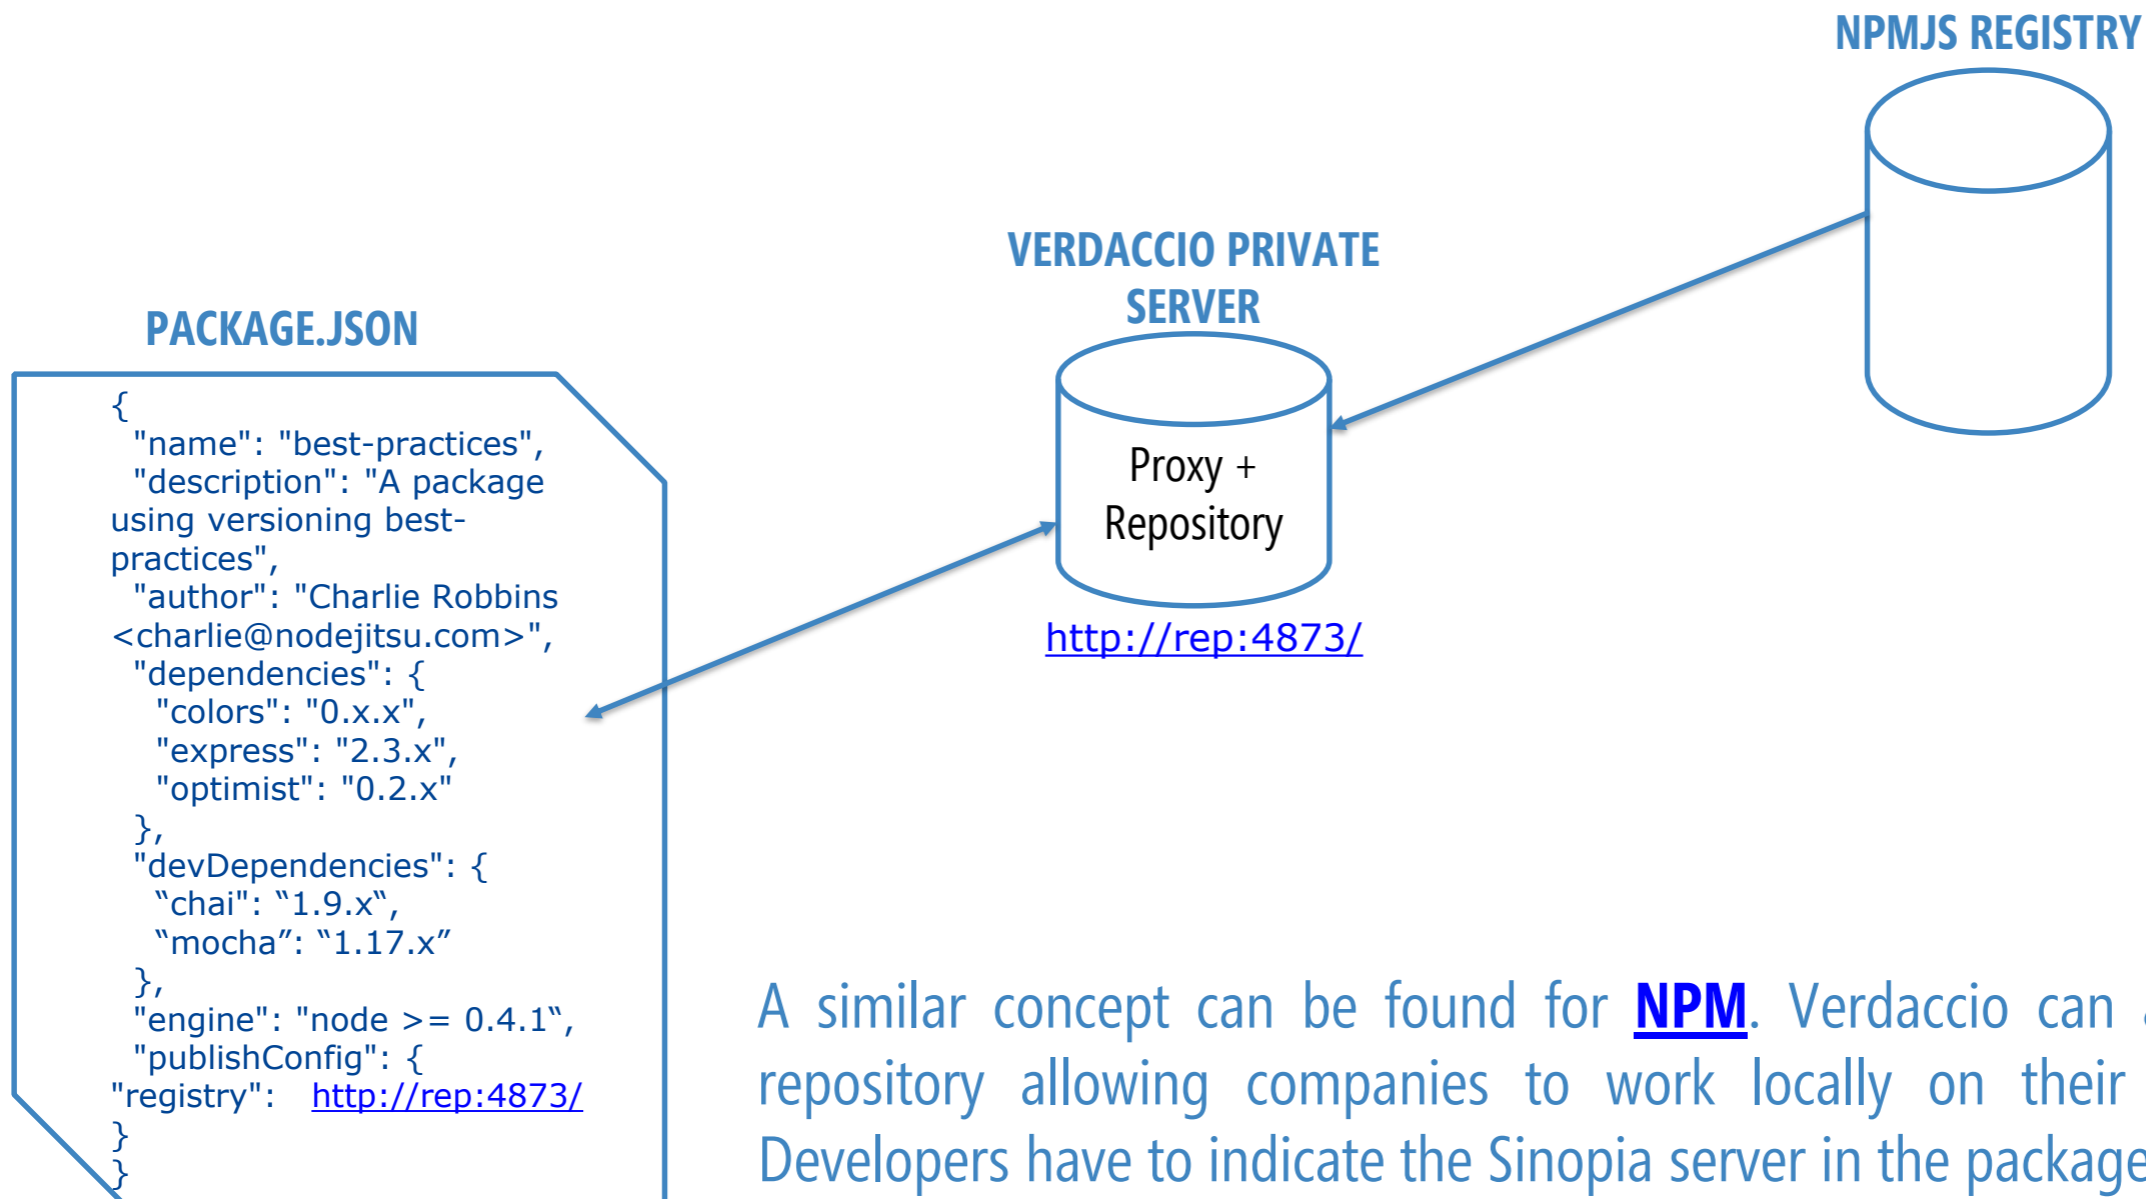 NPMJS REGISTRY
VERDACCIO PRIVATE
SERVER
Proxy +
Repository
http://rep:4873/
PACKAGE.JSON
{
"name": "best-practices",
"description": "A package
using versioning best-
practices",
"author": "Charlie Robbins
<charlie@nodejitsu.com>",
"dependencies": {
"colors": "0.x.x",
"express": "2.3.x",
"optimist": "0.2.x"
},
"devDependencies": {
“chai": “1.9.x“,
“mocha”: “1.17.x”
},
"engine": "node >= 0.4.1“,
"publishConfig": {
"registry": http://rep:4873/
}
}
A similar concept can be found for NPM. Verdaccio can
repository allowing companies to work locally on their
Developers have to indicate the Sinopia server in the package